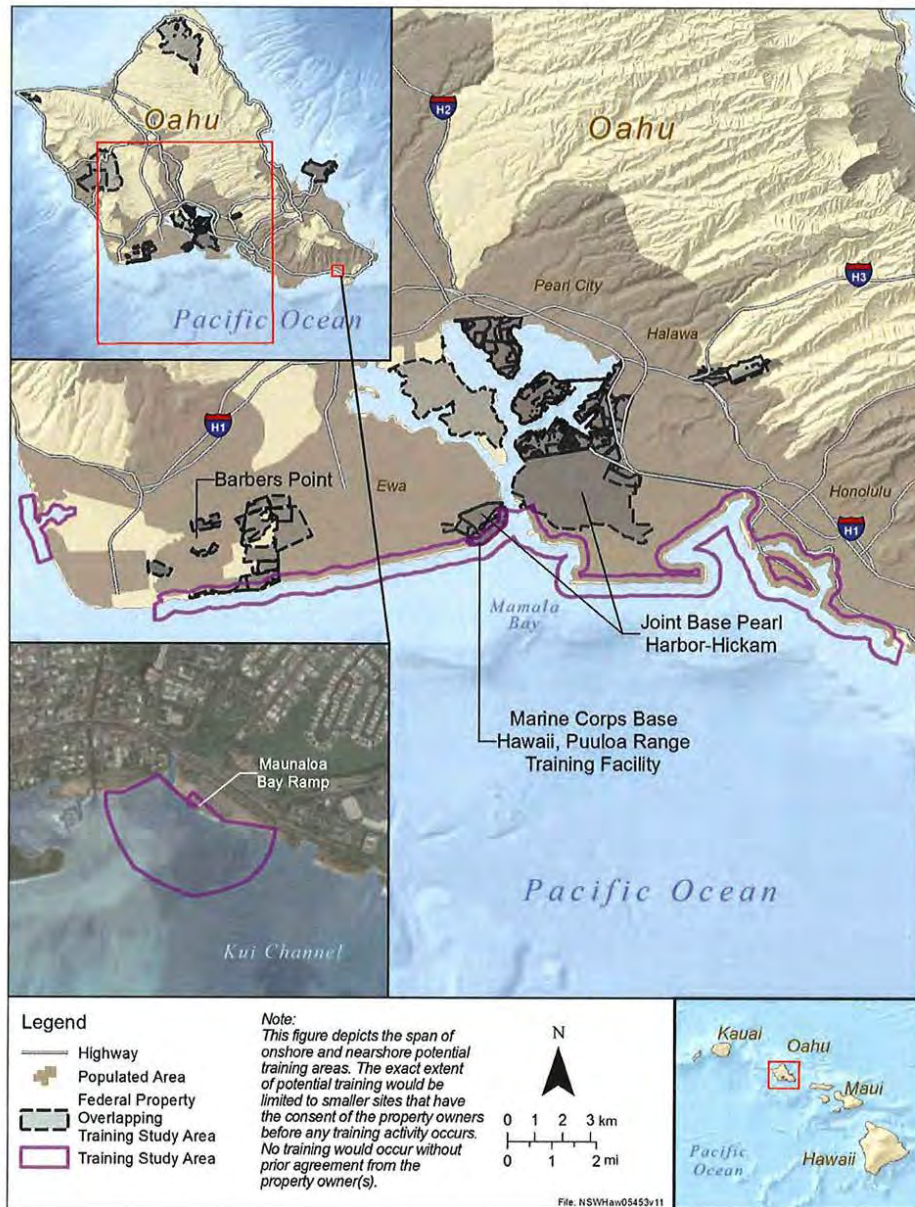 Oahu
Pacific Ocean
H2
Oahu
H3
Pearl City
Halawa
H1
Barbers Point
Ewa
Honolulu
H1
Mamala
Bay
Joint Base Pearl
Harbor-Hickam
Marine Corps Base
Hawaii, Puuloa Range
Training Facility
Maunaloa
Bay Ramp
Pacific Ocean
Kui Channel
Legend
Highway
Populated Area
Federal Property
Overlapping
Training Study Area
Training Study Area
Note:
This figure depicts the span of
onshore and nearshore potential
training areas. The exact extent
of potential training would be
limited to smaller sites that have
the consent of the property owners
before any training activity occurs.
No training would occur without
prior agreement from the
property owner(s).
N
0 1 2 3 km
0 1 2 mi
File: NSWHaw05453v11
Kauai
Oahu
Maui
Pacific
Ocean
Hawaii